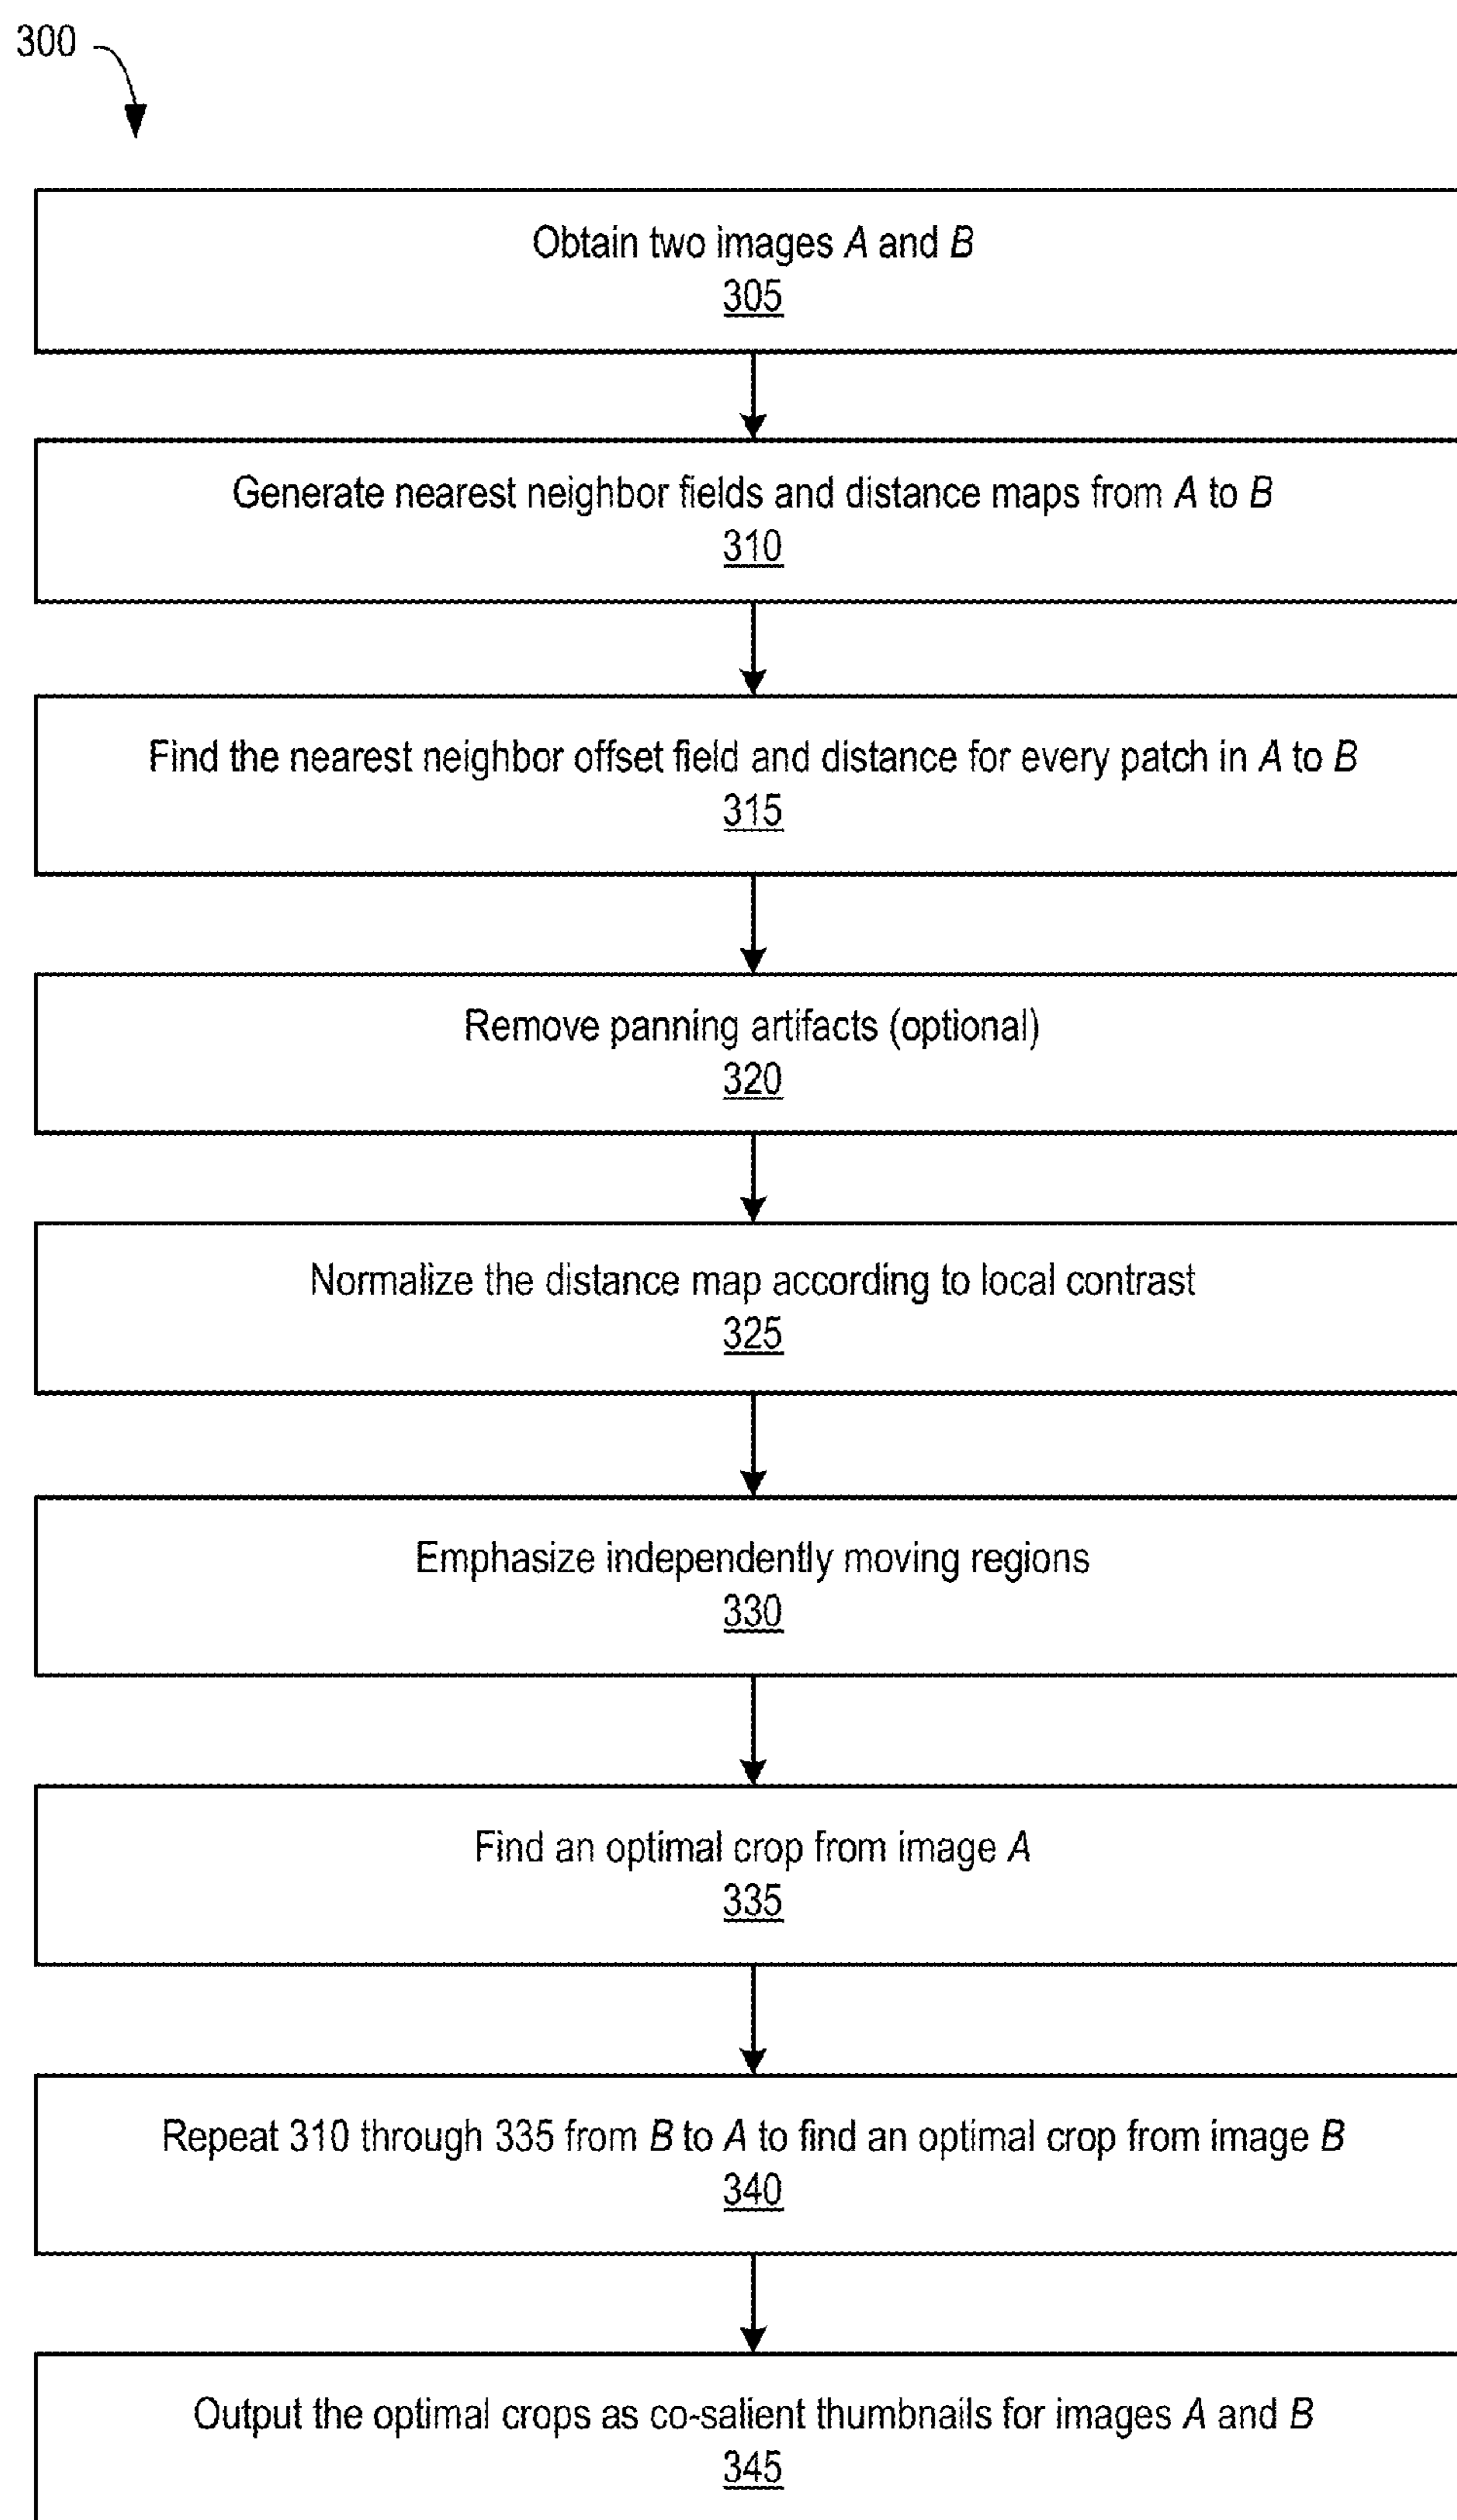 300
Obtain two images A and B
305
Generate nearest neighbor fields and distance maps from A to B
310
Find the nearest neighbor offset field and distance for every patch in A to B
315
Remove panning artifacts (optional)
320
Normalize the distance map according to local contrast
325
Emphasize independently moving regions
330
Find an optimal crop from image A
335
Repeat 310 through 335 from B to A to find an optimal crop from image B
340
Output the optimal crops as co-salient thumbnails for images A and B
345